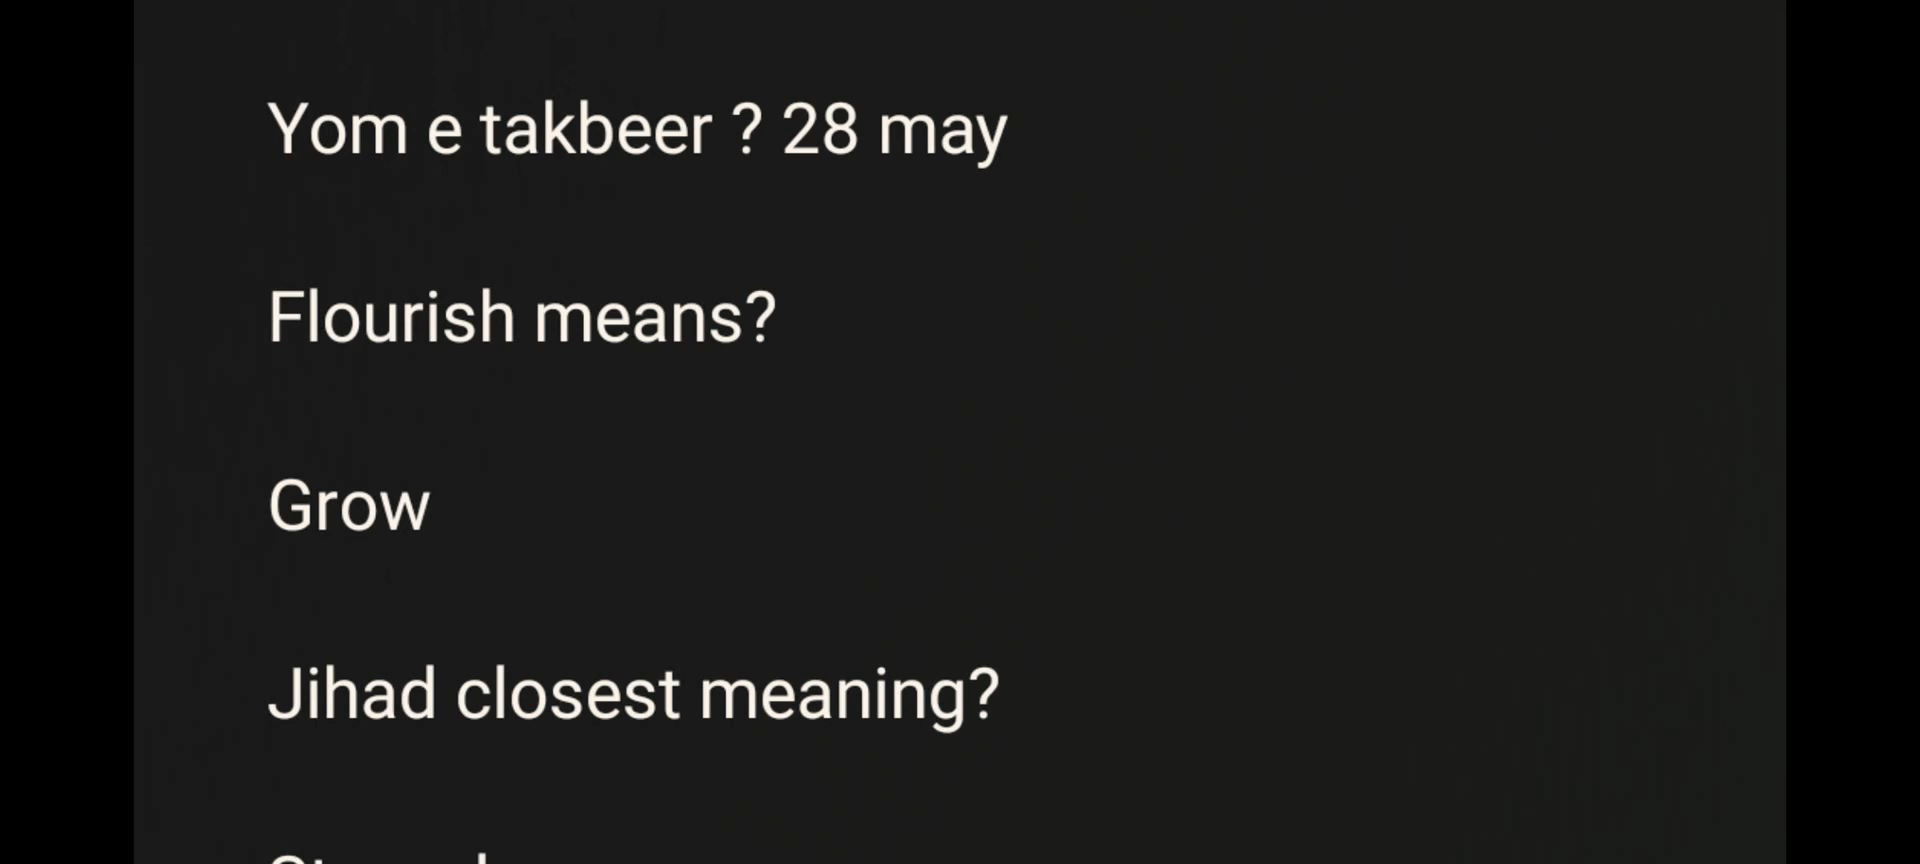 Yom e takbeer ? 28 may
Flourish means?
Grow
Jihad closest meaning?